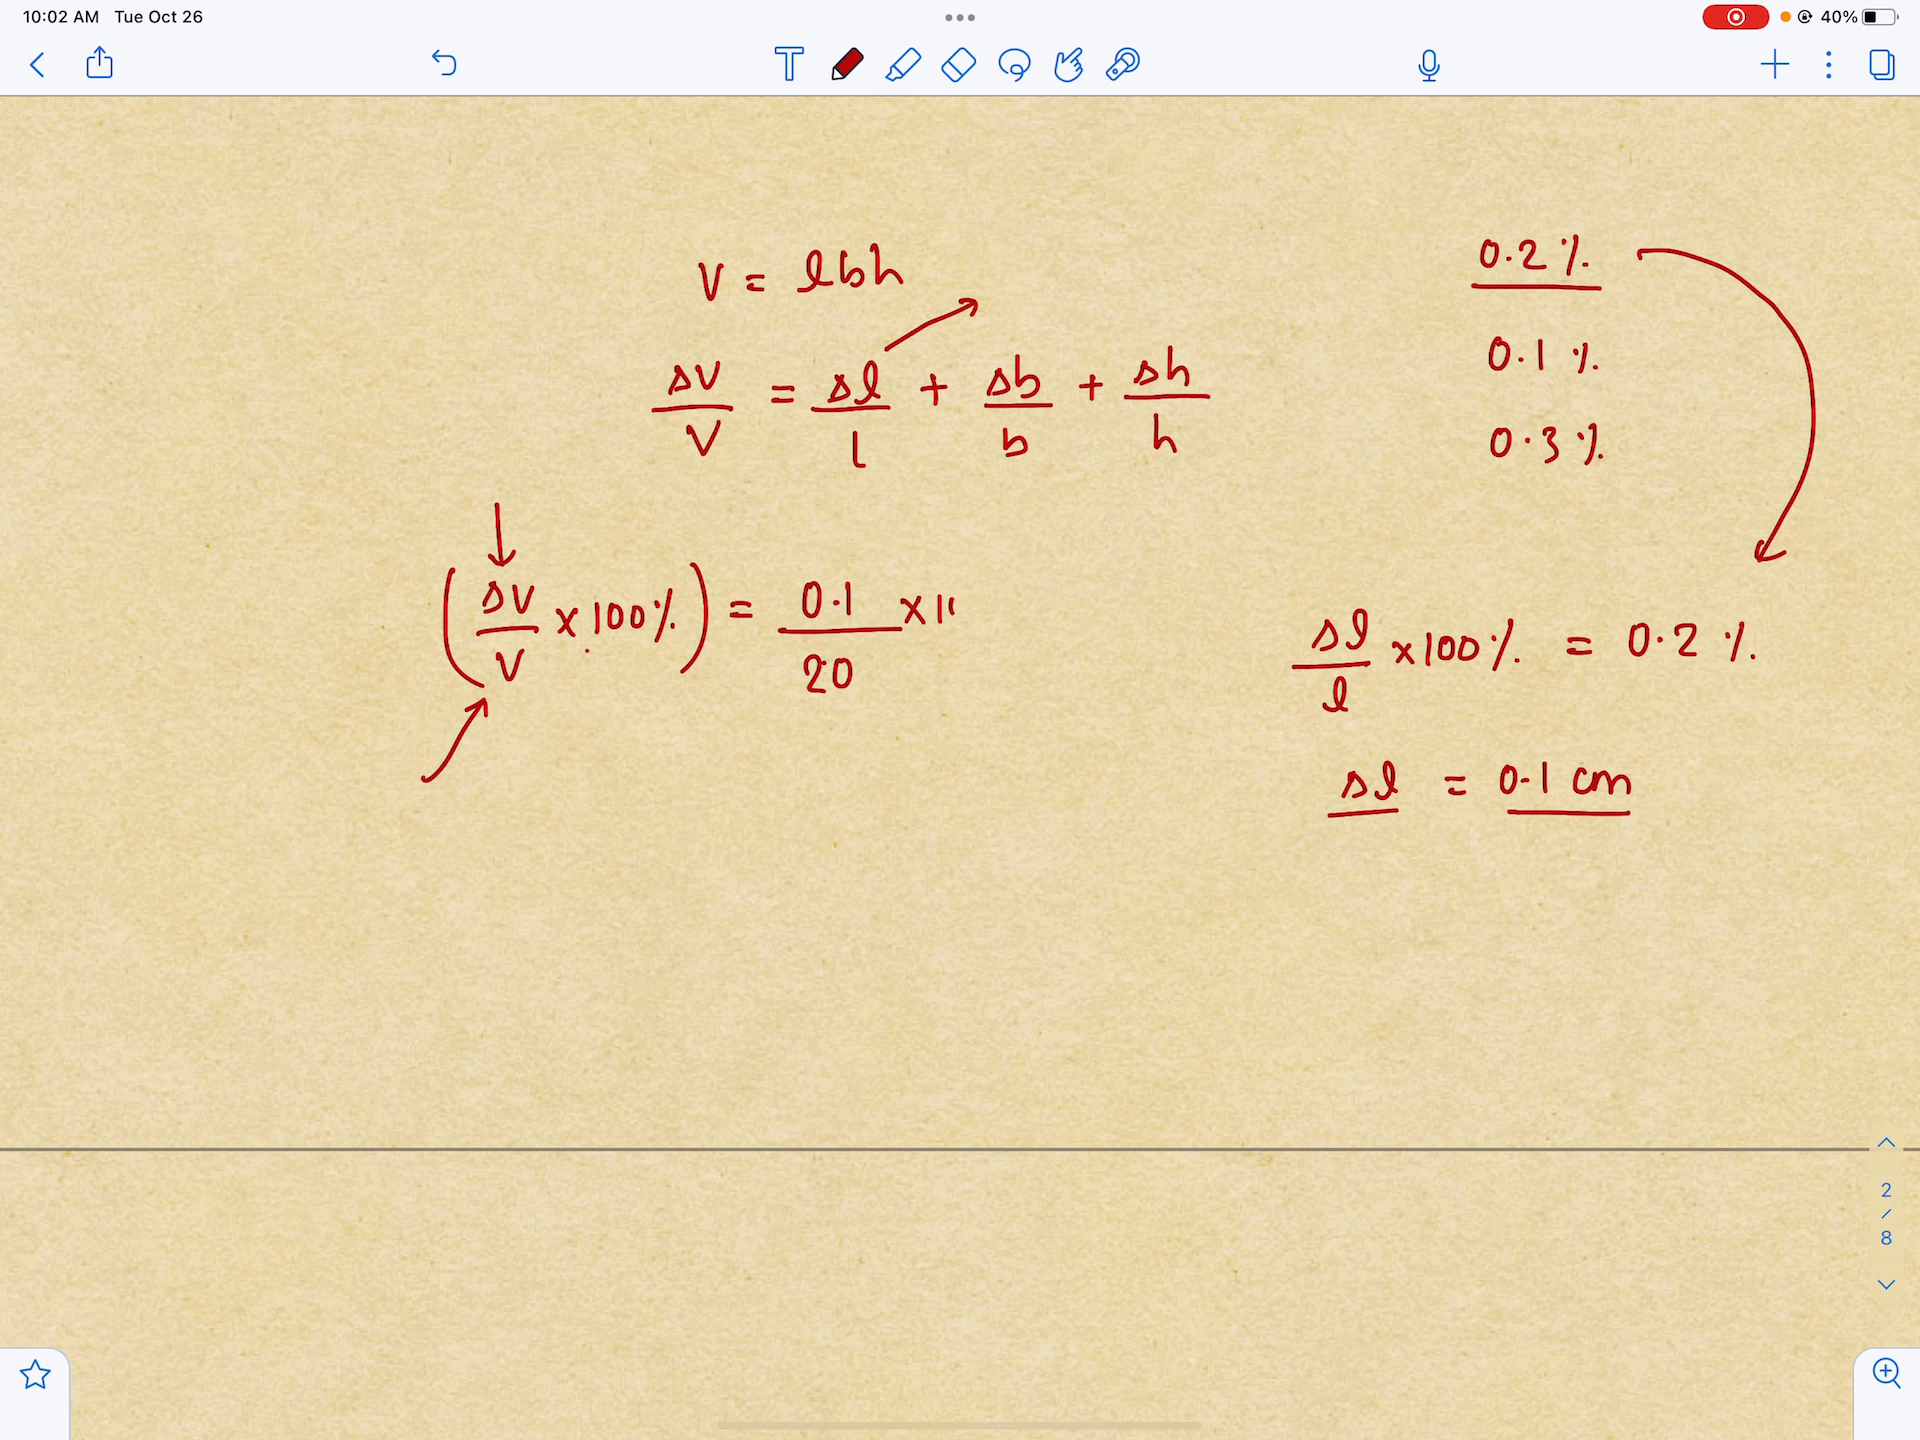 10:02 AM Tue Oct 26
40%
V = lbh
ΔV/V = Δl/l + Δb/b + Δh/h
0.2 %
0.1 %
0.3 %
(ΔV/V × 100%) = 0.1/20 × 1
Δl/l × 100% = 0.2 %
Δl = 0.1 cm
2
/
8